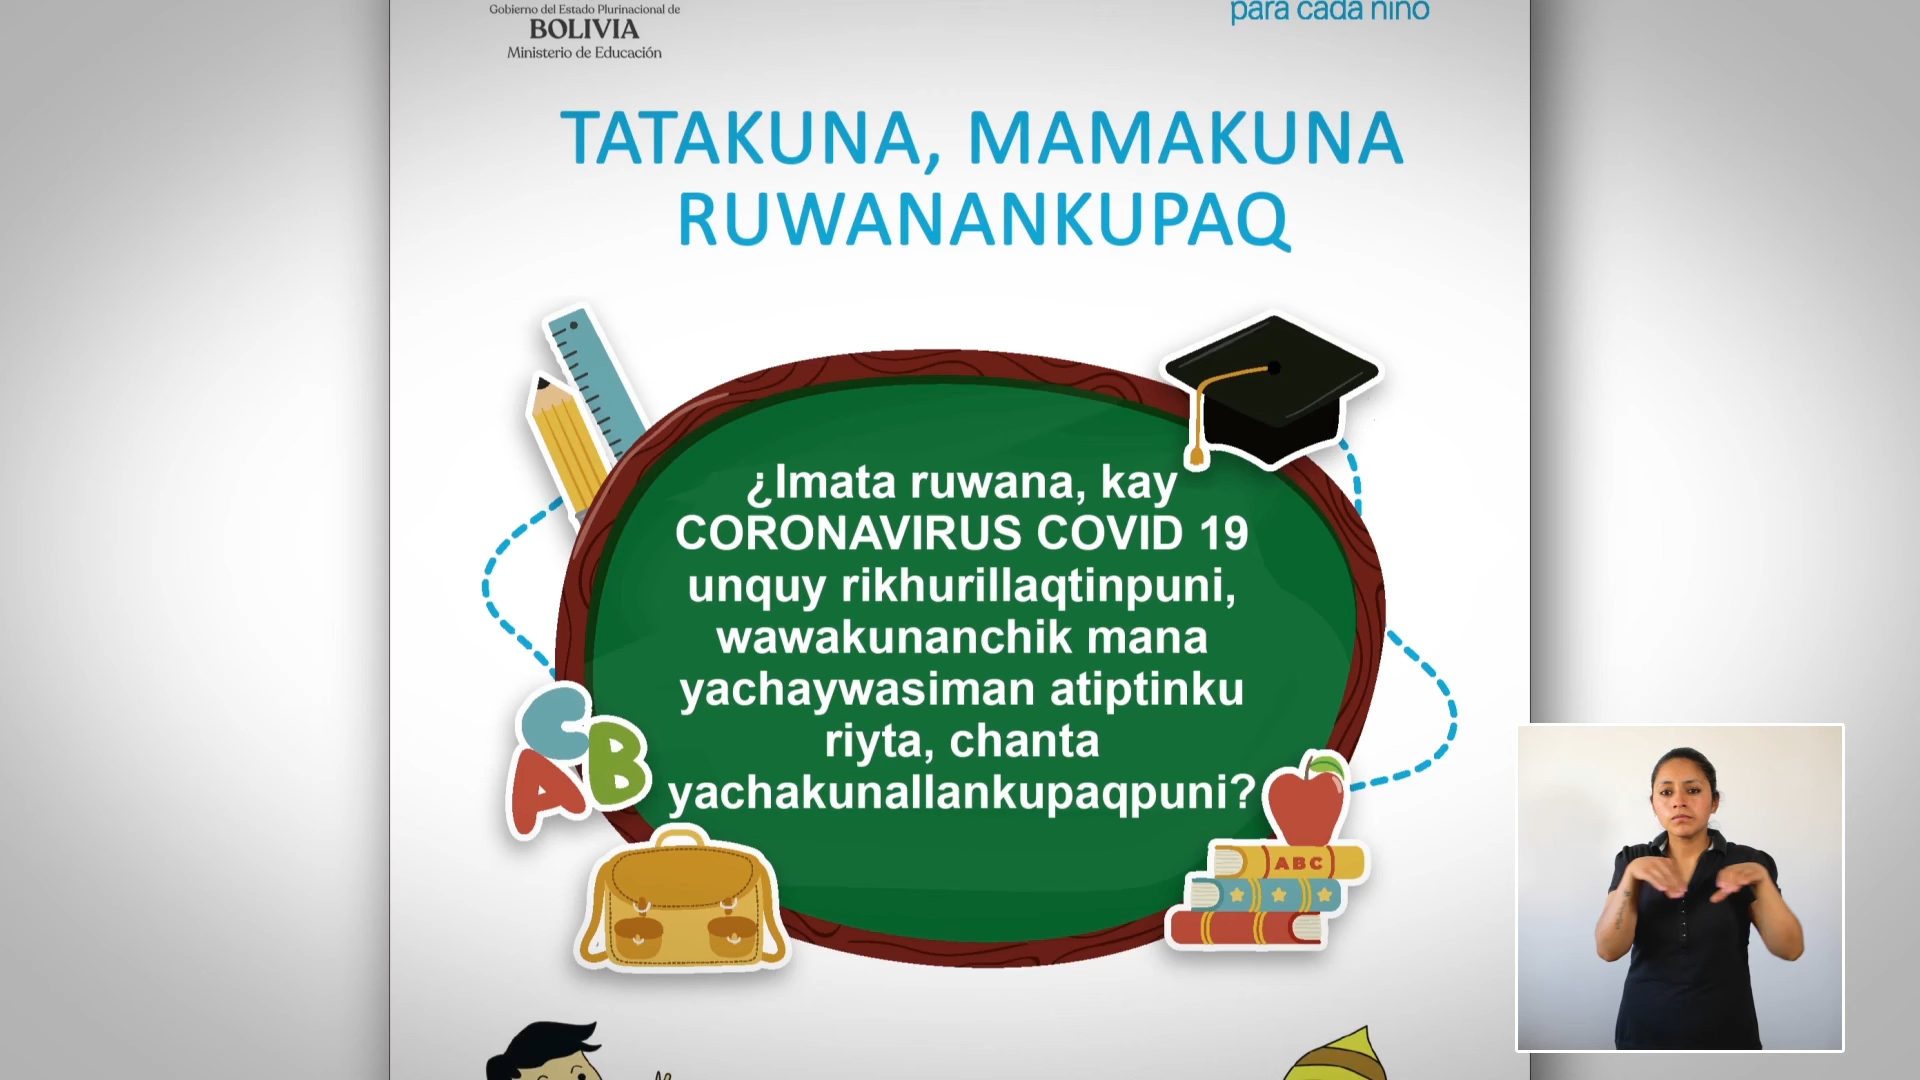 Gobierno del Estado Plurinacional de
BOLIVIA
Ministerio de Educación
para cada niño
TATAKUNA, MAMAKUNA
RUWANANKUPAQ
¿Imata ruwana, kay
CORONAVIRUS COVID 19
unquy rikhurillaqtinpuni,
wawakunanchik mana
yachaywasiman atiptinku
riyta, chanta
yachakunallankupaqpuni?
C
A B
ABC